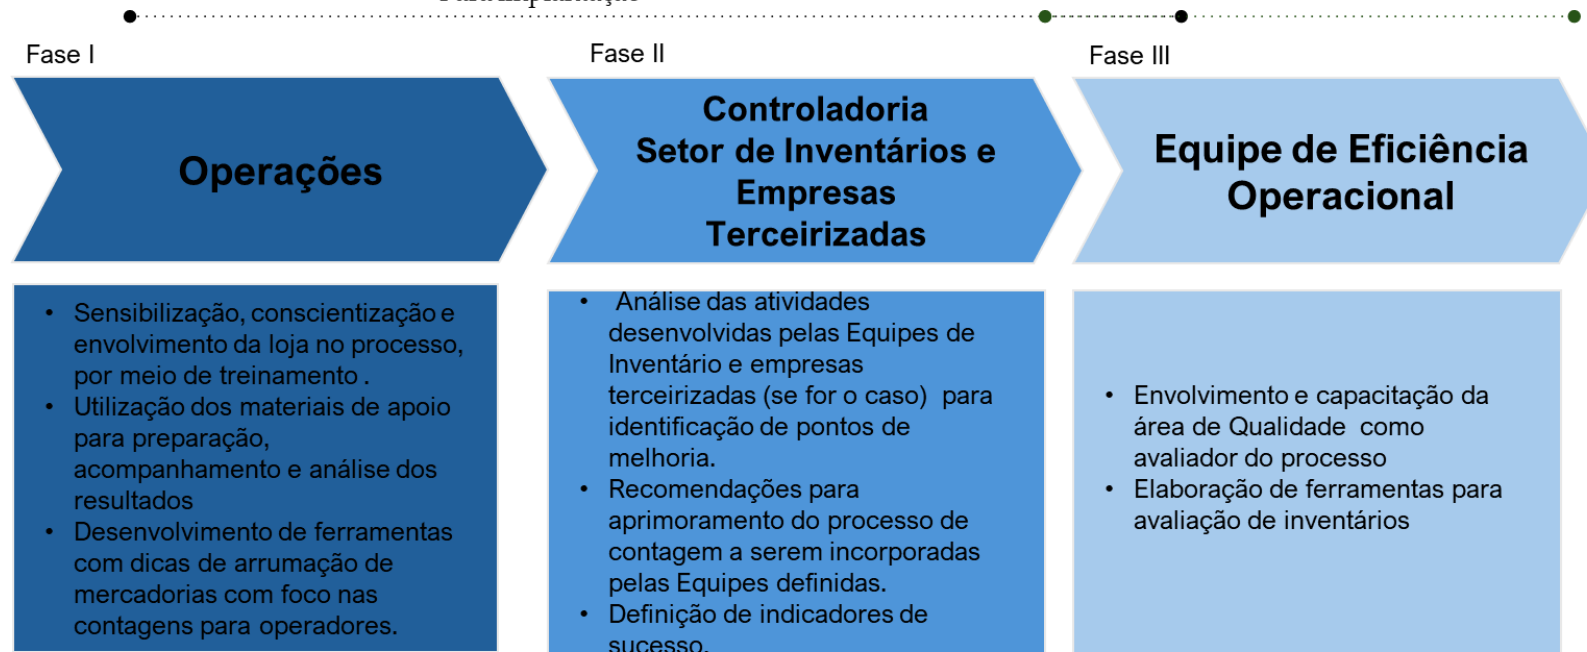 Para Implantação
Fase I
Fase II
Fase III
Operações
Controladoria
Setor de Inventários e
Empresas
Terceirizadas
Equipe de Eficiência
Operacional
• Sensibilização, conscientização e
envolvimento da loja no processo,
por meio de treinamento .
• Utilização dos materiais de apoio
para preparação,
acompanhamento e análise dos
resultados
• Desenvolvimento de ferramentas
com dicas de arrumação de
mercadorias com foco nas
contagens para operadores.
• Análise das atividades
desenvolvidas pelas Equipes de
Inventário e empresas
terceirizadas (se for o caso) para
identificação de pontos de
melhoria.
• Recomendações para
aprimoramento do processo de
contagem a serem incorporadas
pelas Equipes definidas.
• Definição de indicadores de
sucesso.
• Envolvimento e capacitação da
área de Qualidade como
avaliador do processo
• Elaboração de ferramentas para
avaliação de inventários